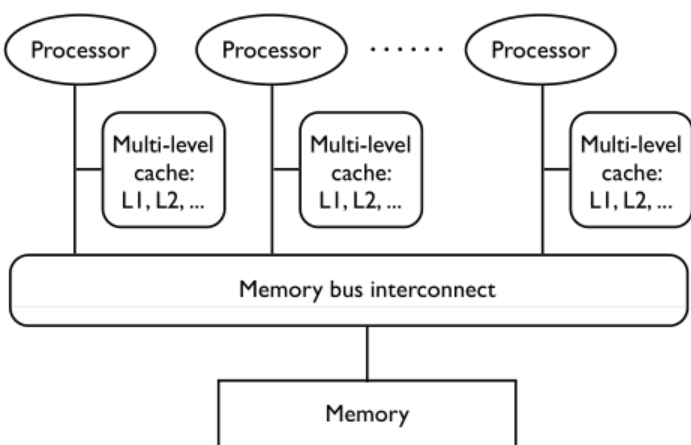 Processor
Processor
......
Processor
Multi-level
cache:
L1, L2, ...
Multi-level
cache:
L1, L2, ...
Multi-level
cache:
L1, L2, ...
Memory bus interconnect
Memory